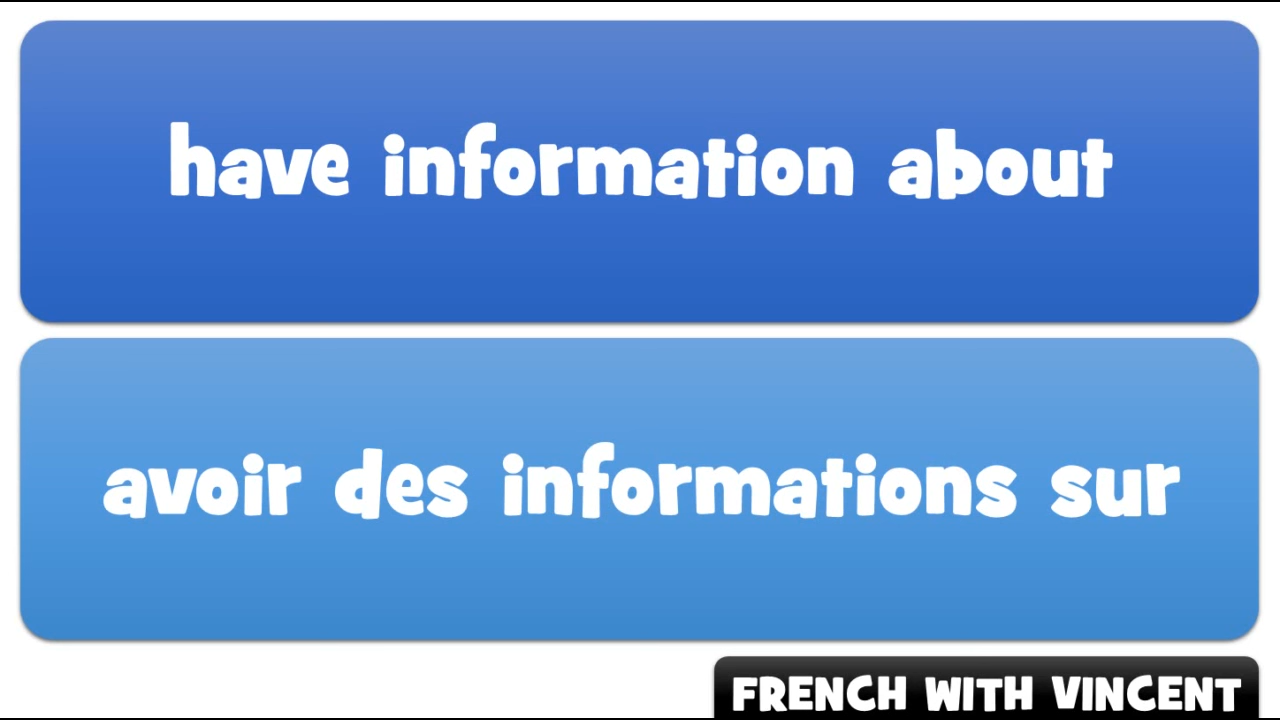 have information about
avoir des informations sur
FRENCH WITH VINCENT